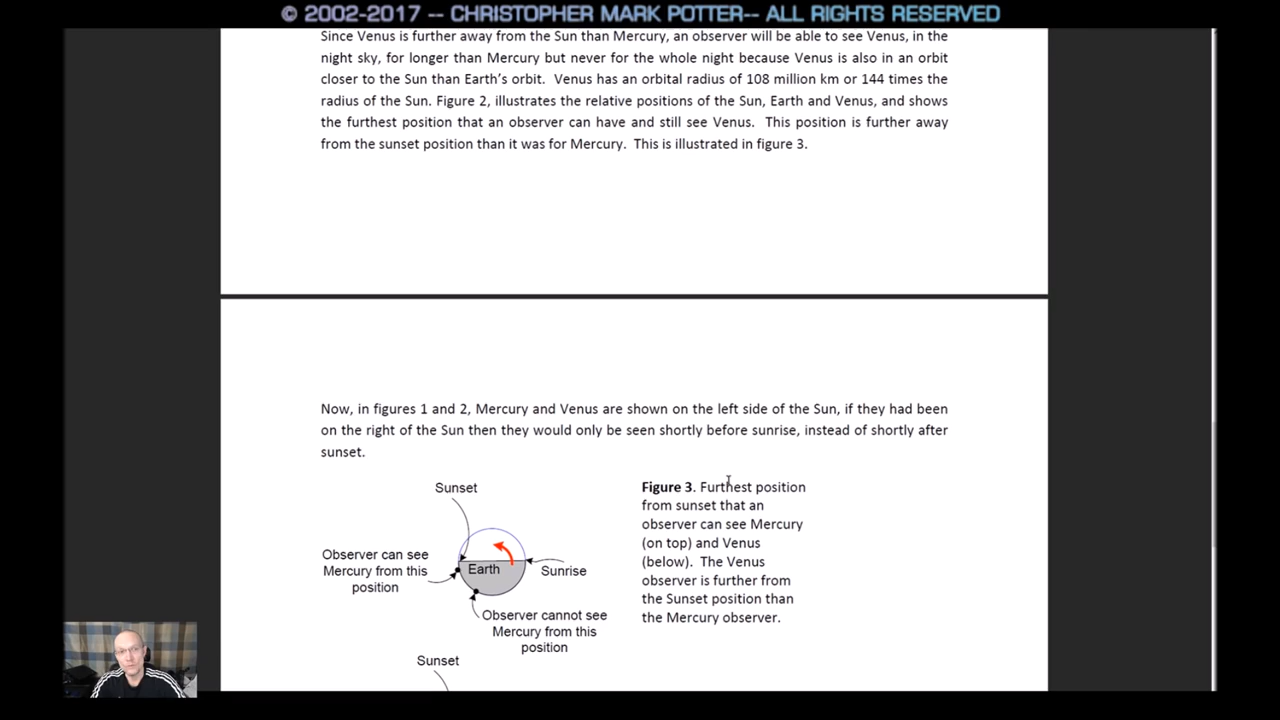 © 2002-2017 -- CHRISTOPHER MARK POTTER-- ALL RIGHTS RESERVED
Since Venus is further away from the Sun than Mercury, an observer will be able to see Venus, in the
night sky, for longer than Mercury but never for the whole night because Venus is also in an orbit
closer to the Sun than Earth's orbit.  Venus has an orbital radius of 108 million km or 144 times the
radius of the Sun. Figure 2, illustrates the relative positions of the Sun, Earth and Venus, and shows
the furthest position that an observer can have and still see Venus.  This position is further away
from the sunset position than it was for Mercury.  This is illustrated in figure 3.
Now, in figures 1 and 2, Mercury and Venus are shown on the left side of the Sun, if they had been
on the right of the Sun then they would only be seen shortly before sunrise, instead of shortly after
sunset.
Sunset
Observer can see
Mercury from this
position
Earth
Sunrise
Observer cannot see
Mercury from this
position
Sunset
Figure 3. Furthest position
from sunset that an
observer can see Mercury
(on top) and Venus
(below).  The Venus
observer is further from
the Sunset position than
the Mercury observer.